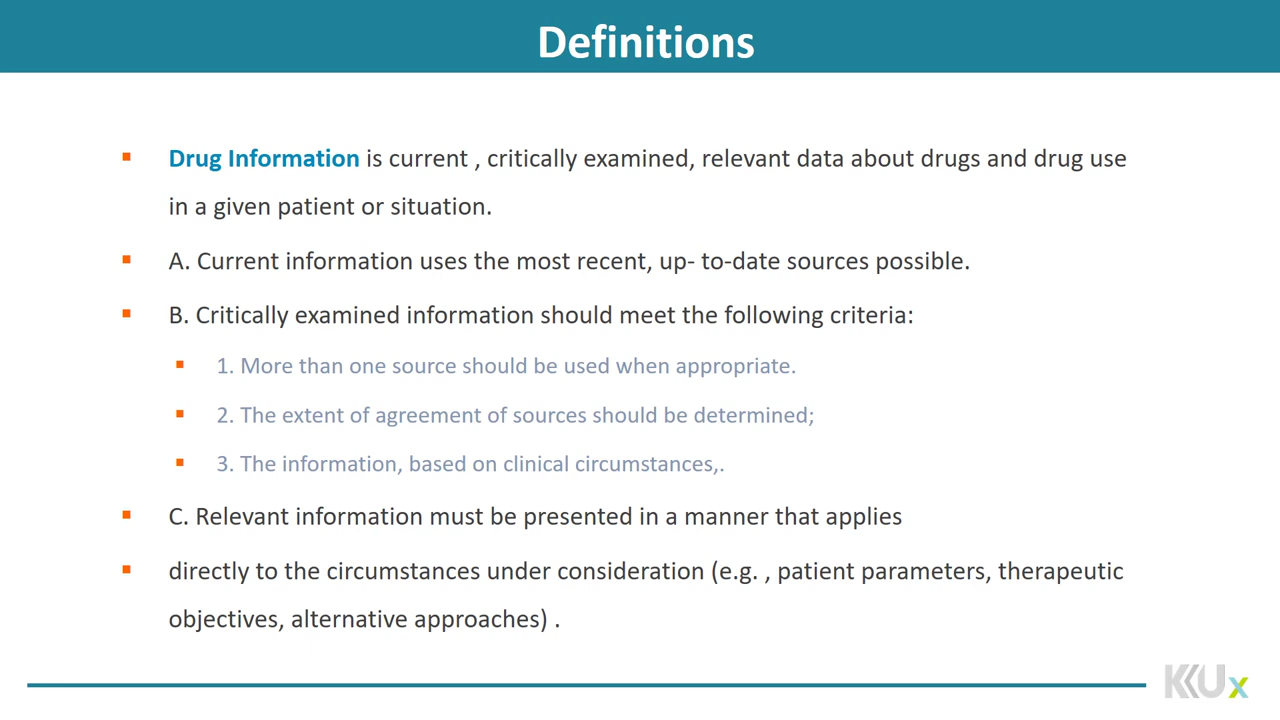 Definitions
Drug Information is current , critically examined, relevant data about drugs and drug use
in a given patient or situation.
A. Current information uses the most recent, up- to-date sources possible.
B. Critically examined information should meet the following criteria:
1. More than one source should be used when appropriate.
2. The extent of agreement of sources should be determined;
3. The information, based on clinical circumstances,.
C. Relevant information must be presented in a manner that applies
directly to the circumstances under consideration (e.g. , patient parameters, therapeutic
objectives, alternative approaches) .
KKUx